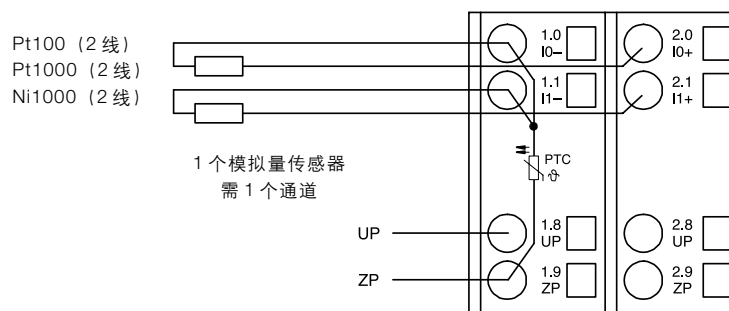 Pt100（2 线）
Pt1000（2 线）
Ni1000（2 线）
1.0
I0–
2.0
I0+
1.1
I1–
2.1
I1+
1 个模拟量传感器
需 1 个通道
PTC
ϑ
UP
1.8
UP
2.8
UP
ZP
1.9
ZP
2.9
ZP